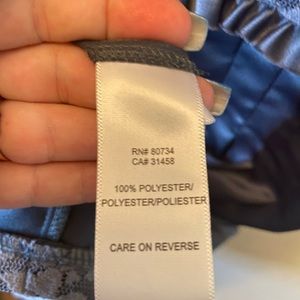 RN# 80734
CA# 31458
100% POLYESTER/
POLYESTER/POLIESTER
CARE ON REVERSE